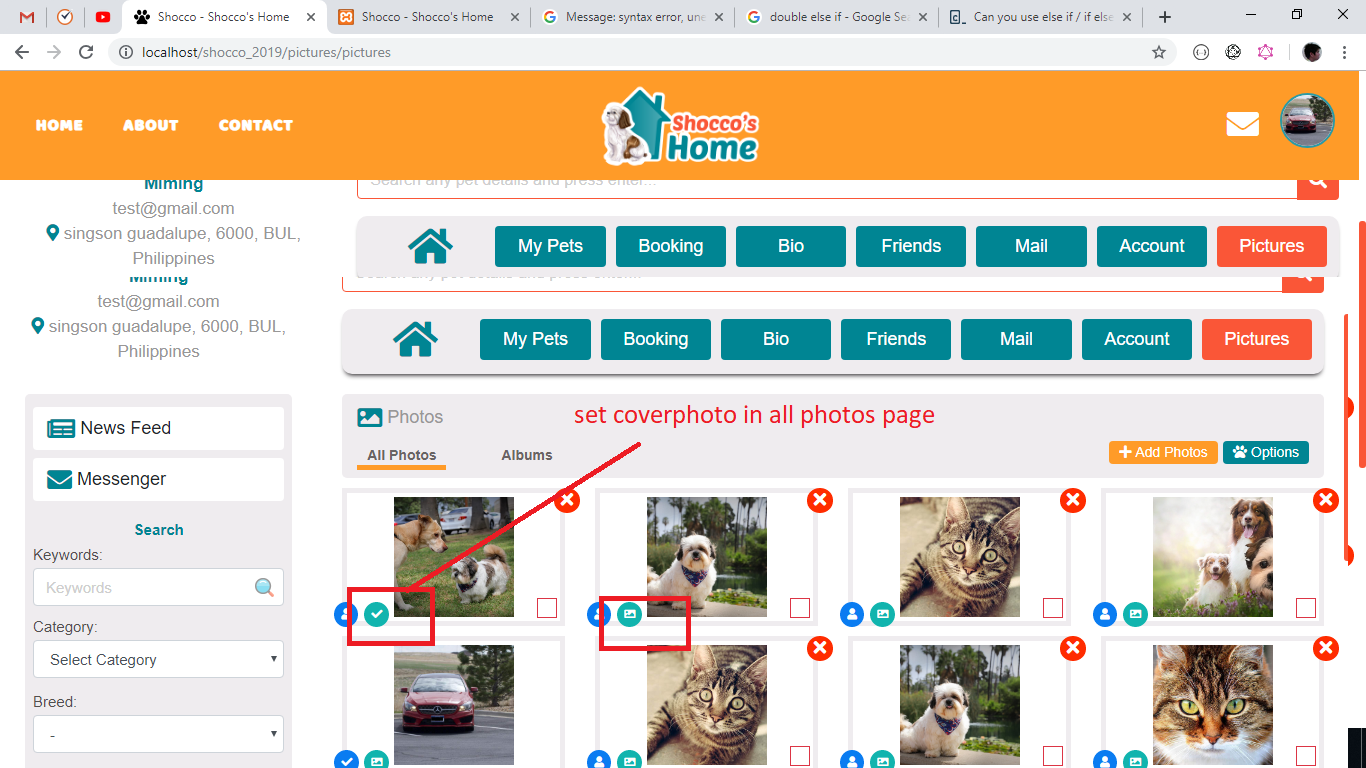 Shocco - Shocco's Home
Shocco - Shocco's Home
Message: syntax error, une
double else if - Google Se
Can you use else if / if else
localhost/shocco_2019/pictures/pictures
HOME
ABOUT
CONTACT
Shocco's
Home
Miming
test@gmail.com
singson guadalupe, 6000, BUL,
Philippines
Search any pet details and press enter...
My Pets
Booking
Bio
Friends
Mail
Account
Pictures
Miming
test@gmail.com
singson guadalupe, 6000, BUL,
Philippines
Search any pet details and press enter...
My Pets
Booking
Bio
Friends
Mail
Account
Pictures
News Feed
Messenger
Search
Keywords:
Keywords
Category:
Select Category
Breed:
-
Photos
set coverphoto in all photos page
All Photos
Albums
Add Photos
Options